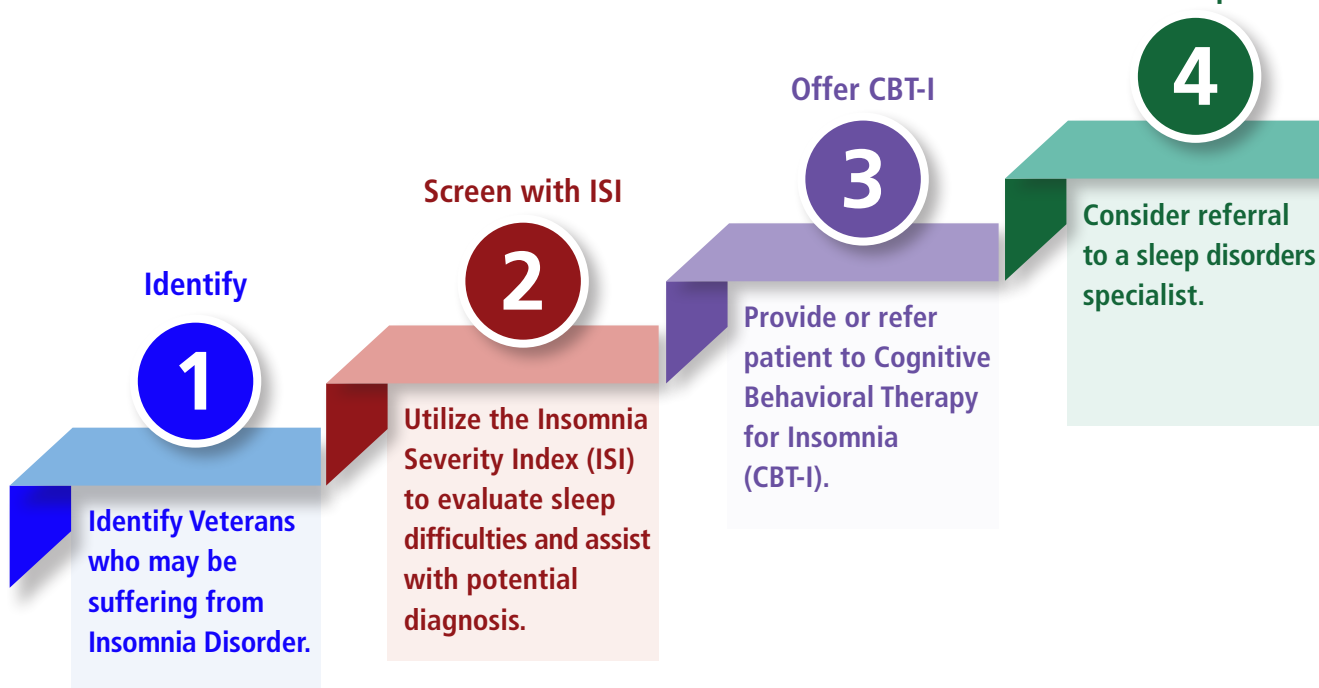 Identify
1
Identify Veterans
who may be
suffering from
Insomnia Disorder.
Screen with ISI
2
Utilize the Insomnia
Severity Index (ISI)
to evaluate sleep
difficulties and assist
with potential
diagnosis.
Offer CBT-I
3
Provide or refer
patient to Cognitive
Behavioral Therapy
for Insomnia
(CBT-I).
4
Consider referral
to a sleep disorders
specialist.